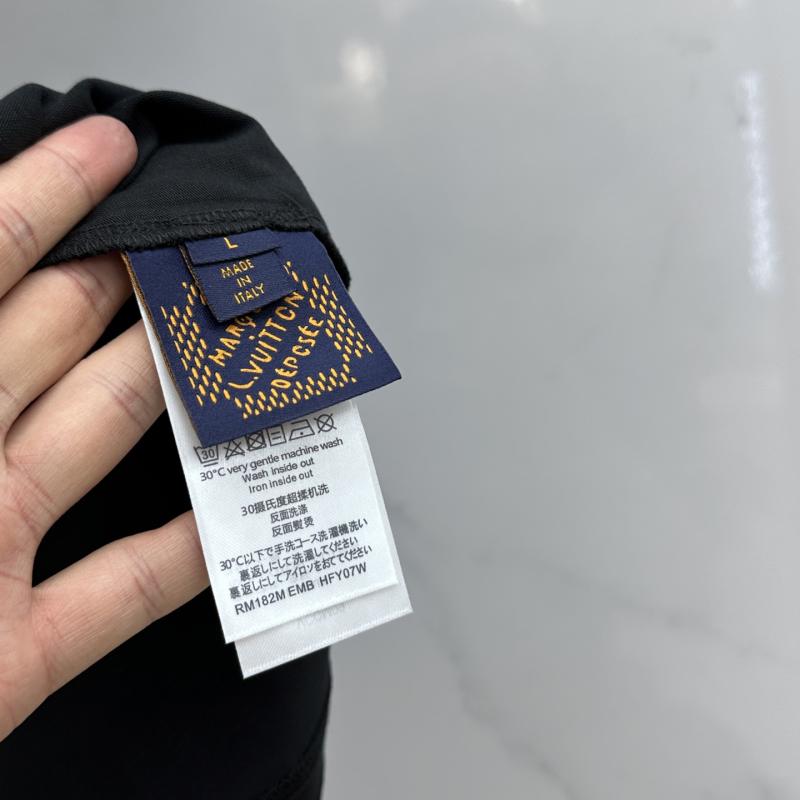 L
MADE
IN
ITALY
L.VUITTON
DEPOSÉE
30
30°C very gentle machine wash
Wash inside out
Iron inside out
30摄氏度超揉机洗
反面洗涤
反面熨烫
30℃以下で手洗コース洗濯機洗い
裏返しにして洗濯してください
裏返しにしてアイロンをおてください
RM182M EMB HFY07W